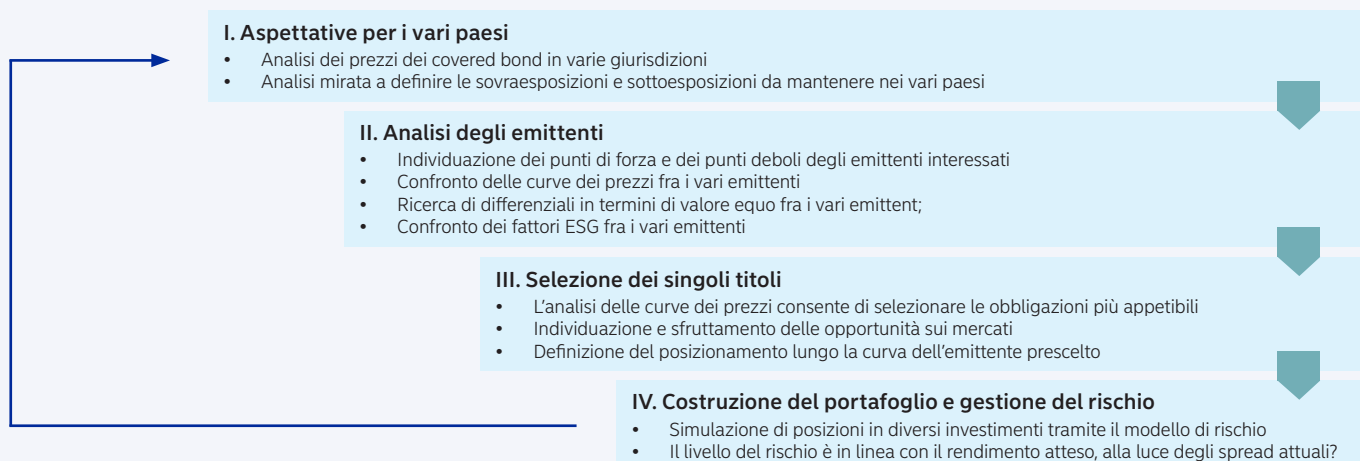 I. Aspettative per i vari paesi
• Analisi dei prezzi dei covered bond in varie giurisdizioni
• Analisi mirata a definire le sovraesposizioni e sottoesposizioni da mantenere nei vari paesi
II. Analisi degli emittenti
• Individuazione dei punti di forza e dei punti deboli degli emittenti interessati
• Confronto delle curve dei prezzi fra i vari emittenti
• Ricerca di differenziali in termini di valore equo fra i vari emittent;
• Confronto dei fattori ESG fra i vari emittenti
III. Selezione dei singoli titoli
• L’analisi delle curve dei prezzi consente di selezionare le obbligazioni più appetibili
• Individuazione e sfruttamento delle opportunità sui mercati
• Definizione del posizionamento lungo la curva dell’emittente prescelto
IV. Costruzione del portafoglio e gestione del rischio
• Simulazione di posizioni in diversi investimenti tramite il modello di rischio
• Il livello del rischio è in linea con il rendimento atteso, alla luce degli spread attuali?